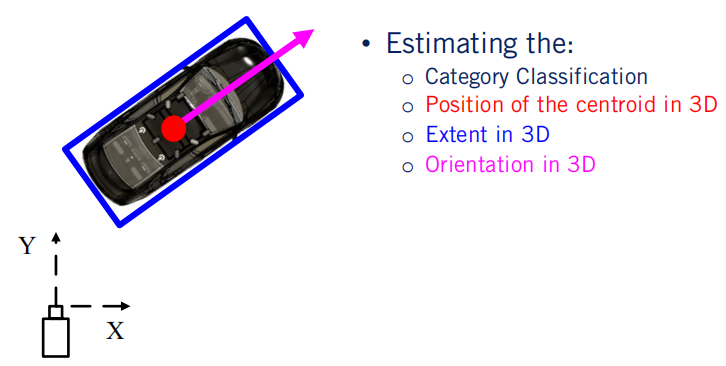 • Estimating the:
o Category Classification
o Position of the centroid in 3D
o Extent in 3D
o Orientation in 3D
Y
X